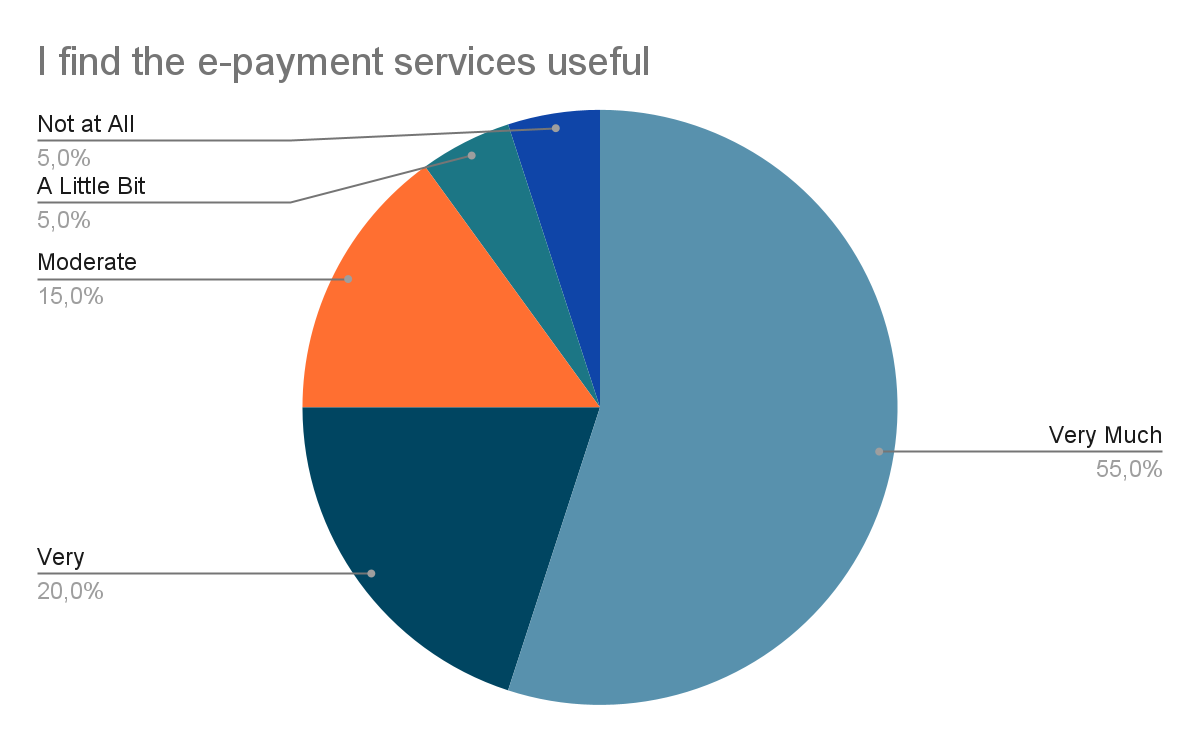 I find the e-payment services useful
Not at All
5,0%
A Little Bit
5,0%
Moderate
15,0%
Very Much
55,0%
Very
20,0%